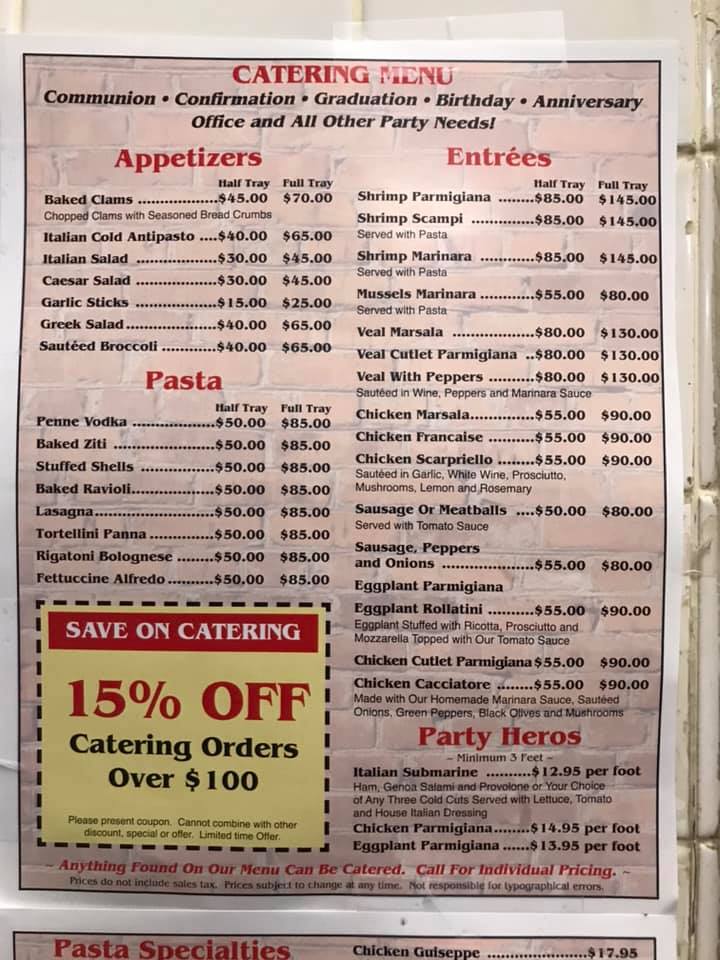 CATERING MENU
Communion • Confirmation • Graduation • Birthday • Anniversary
Office and All Other Party Needs!
Appetizers
Half Tray Full Tray
Baked Clams ..................$45.00 $70.00
Chopped Clams with Seasoned Bread Crumbs
Italian Cold Antipasto ....$40.00 $65.00
Italian Salad ..................$30.00 $45.00
Caesar Salad ..................$30.00 $45.00
Garlic Sticks ..................$15.00 $25.00
Greek Salad....................$40.00 $65.00
Sautéed Broccoli ............$40.00 $65.00
Pasta
Half Tray Full Tray
Penne Vodka ..................$50.00 $85.00
Baked Ziti ......................$50.00 $85.00
Stuffed Shells ................$50.00 $85.00
Baked Ravioli..................$50.00 $85.00
Lasagna..........................$50.00 $85.00
Tortellini Panna ..............$50.00 $85.00
Rigatoni Bolognese ........$50.00 $85.00
Fettuccine Alfredo..........$50,00 $85.00
SAVE ON CATERING
15% OFF
Catering Orders
Over $100
Please present coupon. Cannot combine with other
discount, special or offer. Limited time Offer.
Entrées
Half Tray Full Tray
Shrimp Parmigiana ........$85.00 $145.00
Shrimp Scampi ..............$85.00 $145.00
Served with Pasta
Shrimp Marinara ............$85.00 $145.00
Served with Pasta
Mussels Marinara ............$55.00 $80.00
Served with Pasta
Veal Marsala ..................$80.00 $130.00
Veal Cutlet Parmigiana ..$80.00 $130.00
Veal With Peppers ..........$80.00 $130.00
Sautéed in Wine, Peppers and Marinara Sauce
Chicken Marsala..............$55.00 $90.00
Chicken Francaise ..........$55.00 $90.00
Chicken Scarpriello ........$55.00 $90.00
Sautéed in Garlic, White Wine, Prosciutto,
Mushrooms, Lemon and Rosemary
Sausage Or Meatballs ....$50.00 $80.00
Served with Tomato Sauce
Sausage, Peppers
and Onions ....................$55.00 $80.00
Eggplant Parmigiana
Eggplant Rollatini ..........$55.00 $90.00
Eggplant Stuffed with Ricotta, Prosciutto and
Mozzarella Topped with Our Tomato Sauce
Chicken Cutlet Parmigiana $55.00 $90.00
Chicken Cacciatore ........$55.00 $90.00
Made with Our Homemade Marinara Sauce, Sautéed
Onions, Green Peppers, Black Olives and Mushrooms
Party Heros
~ Minimum 3 Feet ~
Italian Submarine ..........$12.95 per foot
Ham, Genoa Salami and Provolone or Your Choice
of Any Three Cold Cuts Served with Lettuce, Tomato
and House Italian Dressing
Chicken Parmigiana........$14.95 per foot
Eggplant Parmigiana ......$13.95 per foot
~ Anything Found On Our Menu Can Be Catered. Call For Individual Pricing. ~
Prices do not include sales tax. Prices subject to change at any time. Not responsible for typographical errors.
Pasta Specialties
Chicken Guiseppe ......................$17.95